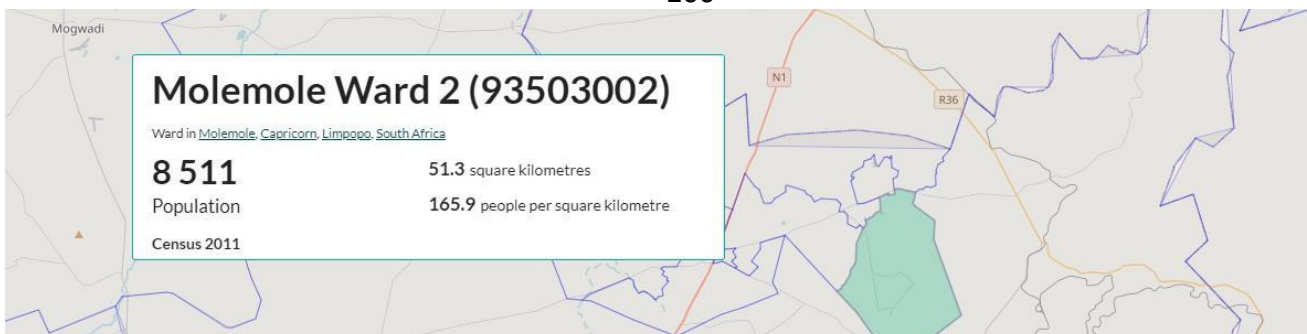 Mogwadi
Molemole Ward 2 (93503002)
Ward in Molemole, Capricorn, Limpopo, South Africa
8 511
Population
51.3 square kilometres
165.9 people per square kilometre
Census 2011
N1
R36